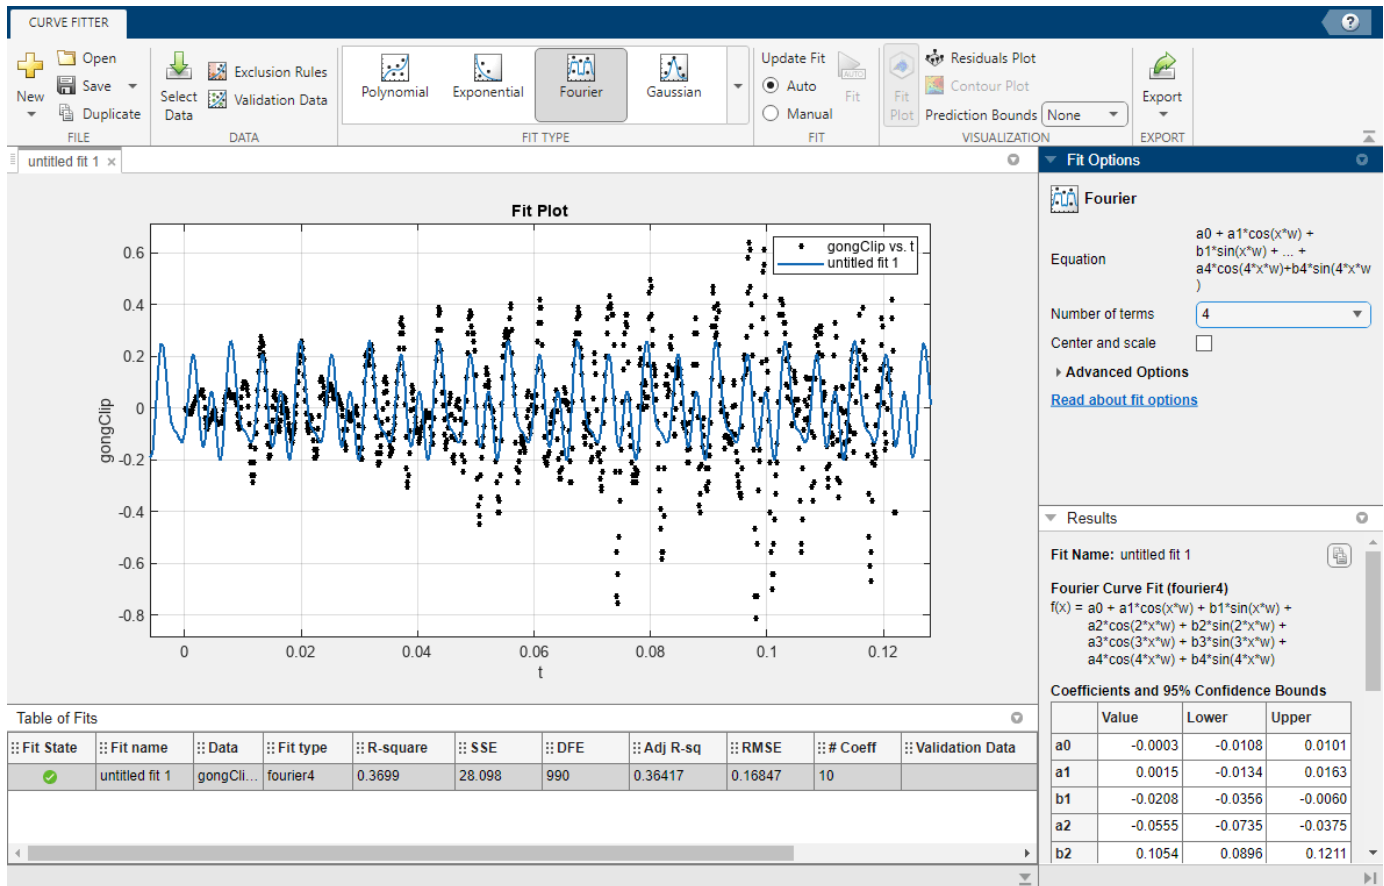 CURVE FITTER
?
New
Open
Save
Duplicate
FILE
Select
Data
Exclusion Rules
Validation Data
DATA
Polynomial
Exponential
Fourier
Gaussian
FIT TYPE
Update Fit
Auto
Manual
AUTO
Fit
FIT
Fit
Plot
Residuals Plot
Contour Plot
Prediction Bounds None
VISUALIZATION
Export
EXPORT
untitled fit 1 ×
Fit Plot
gongClip vs. t
untitled fit 1
0.6
0.4
0.2
0
-0.2
-0.4
-0.6
-0.8
gongClip
0 0.02 0.04 0.06 0.08 0.1 0.12
t
Table of Fits
Fit State Fit name Data Fit type R-square SSE DFE Adj R-sq RMSE # Coeff Validation Data
untitled fit 1 gongCli... fourier4 0.3699 28.098 990 0.36417 0.16847 10
Fit Options
Fourier
Equation
a0 + a1*cos(x*w) +
b1*sin(x*w) + ... +
a4*cos(4*x*w)+b4*sin(4*x*w
)
Number of terms 4
Center and scale
Advanced Options
Read about fit options
Results
Fit Name: untitled fit 1
Fourier Curve Fit (fourier4)
f(x) = a0 + a1*cos(x*w) + b1*sin(x*w) +
a2*cos(2*x*w) + b2*sin(2*x*w) +
a3*cos(3*x*w) + b3*sin(3*x*w) +
a4*cos(4*x*w) + b4*sin(4*x*w)
Coefficients and 95% Confidence Bounds
Value Lower Upper
a0 -0.0003 -0.0108 0.0101
a1 0.0015 -0.0134 0.0163
b1 -0.0208 -0.0356 -0.0060
a2 -0.0555 -0.0735 -0.0375
b2 0.1054 0.0896 0.1211